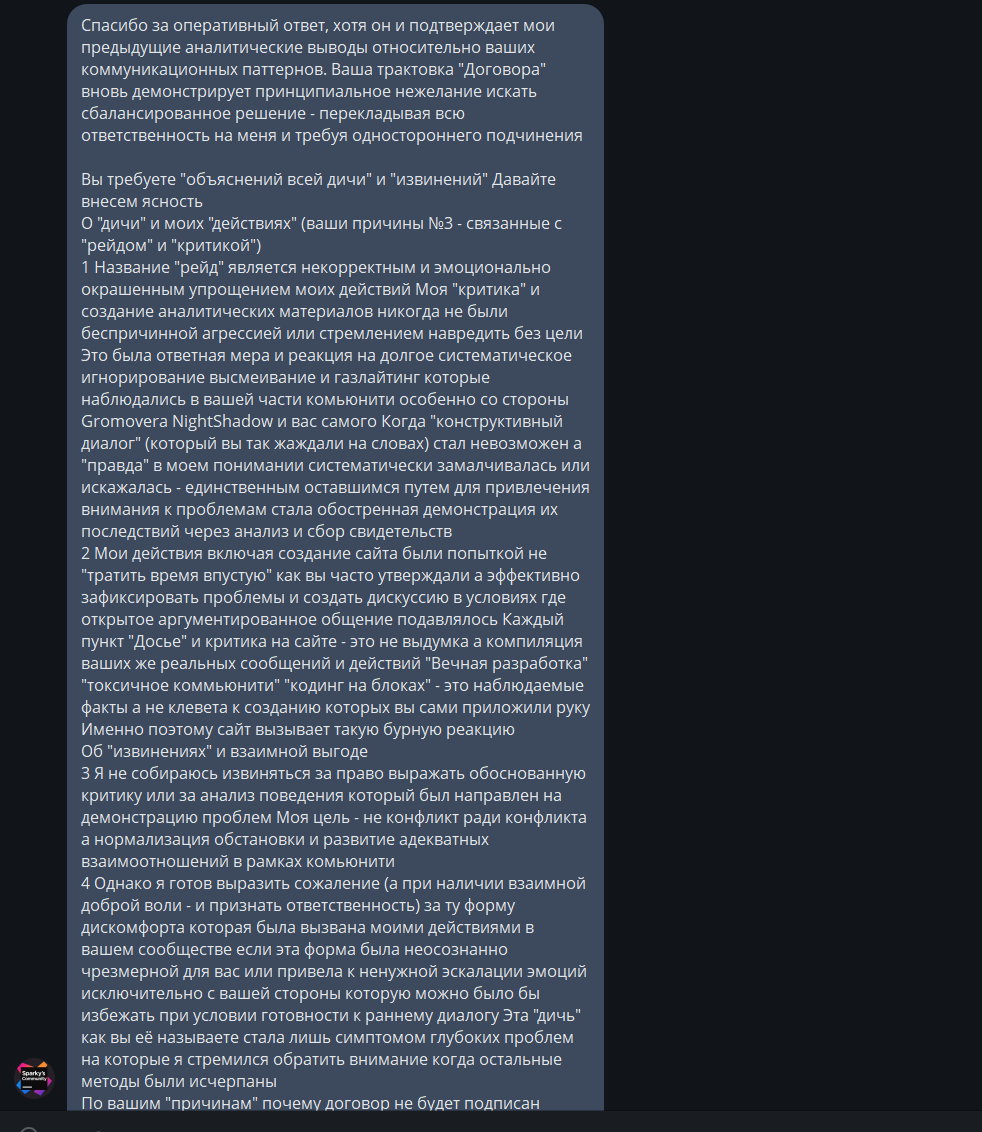 Спасибо за оперативный ответ, хотя он и подтверждает мои
предыдущие аналитические выводы относительно ваших
коммуникационных паттернов. Ваша трактовка "Договора"
вновь демонстрирует принципиальное нежелание искать
сбалансированное решение - перекладывая всю
ответственность на меня и требуя одностороннего подчинения
Вы требуете "объяснений всей дичи" и "извинений" Давайте
внесем ясность
О "дичи" и моих "действиях" (ваши причины №3 - связанные с
"рейдом" и "критикой")
1 Название "рейд" является некорректным и эмоционально
окрашенным упрощением моих действий Моя "критика" и
создание аналитических материалов никогда не были
беспричинной агрессией или стремлением навредить без цели
Это была ответная мера и реакция на долгое систематическое
игнорирование высмеивание и газлайтинг которые
наблюдались в вашей части комьюнити особенно со стороны
Gromovera NightShadow и вас самого Когда "конструктивный
диалог" (который вы так жаждали на словах) стал невозможен а
"правда" в моем понимании систематически замалчивалась или
искажалась - единственным оставшимся путем для привлечения
внимания к проблемам стала обостренная демонстрация их
последствий через анализ и сбор свидетельств
2 Мои действия включая создание сайта были попыткой не
"тратить время впустую" как вы часто утверждали а эффективно
зафиксировать проблемы и создать дискуссию в условиях где
открытое аргументированное общение подавлялось Каждый
пункт "Досье" и критика на сайте - это не выдумка а компиляция
ваших же реальных сообщений и действий "Вечная разработка"
"токсичное коммьюнити" "кодинг на блоках" - это наблюдаемые
факты а не клевета к созданию которых вы сами приложили руку
Именно поэтому сайт вызывает такую бурную реакцию
Об "извинениях" и взаимной выгоде
3 Я не собираюсь извиняться за право выражать обоснованную
критику или за анализ поведения который был направлен на
демонстрацию проблем Моя цель - не конфликт ради конфликта
а нормализация обстановки и развитие адекватных
взаимоотношений в рамках комьюнити
4 Однако я готов выразить сожаление (а при наличии взаимной
доброй воли - и признать ответственность) за ту форму
дискомфорта которая была вызвана моими действиями в
вашем сообществе если эта форма была неосознанно
чрезмерной для вас или привела к ненужной эскалации эмоций
исключительно с вашей стороны которую можно было бы
избежать при условии готовности к раннему диалогу Эта "дичь"
как вы её называете стала лишь симптомом глубоких проблем
на которые я стремился обратить внимание когда остальные
методы были исчерпаны
По вашим "причинам" почему договор не будет подписан
Sparky's
Community